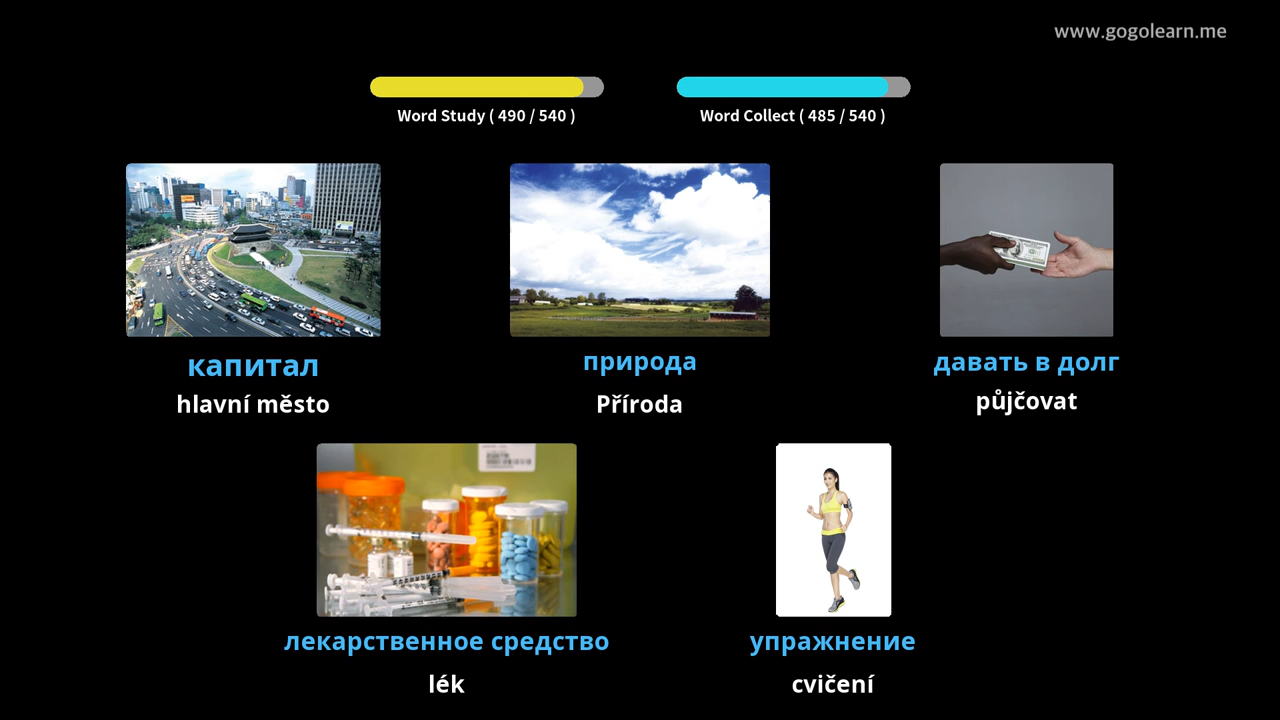 www.gogolearn.me
Word Study ( 490 / 540 )
Word Collect ( 485 / 540 )
капитал
hlavní město
природа
Příroda
давать в долг
půjčovat
лекарственное средство
lék
упражнение
cvičení